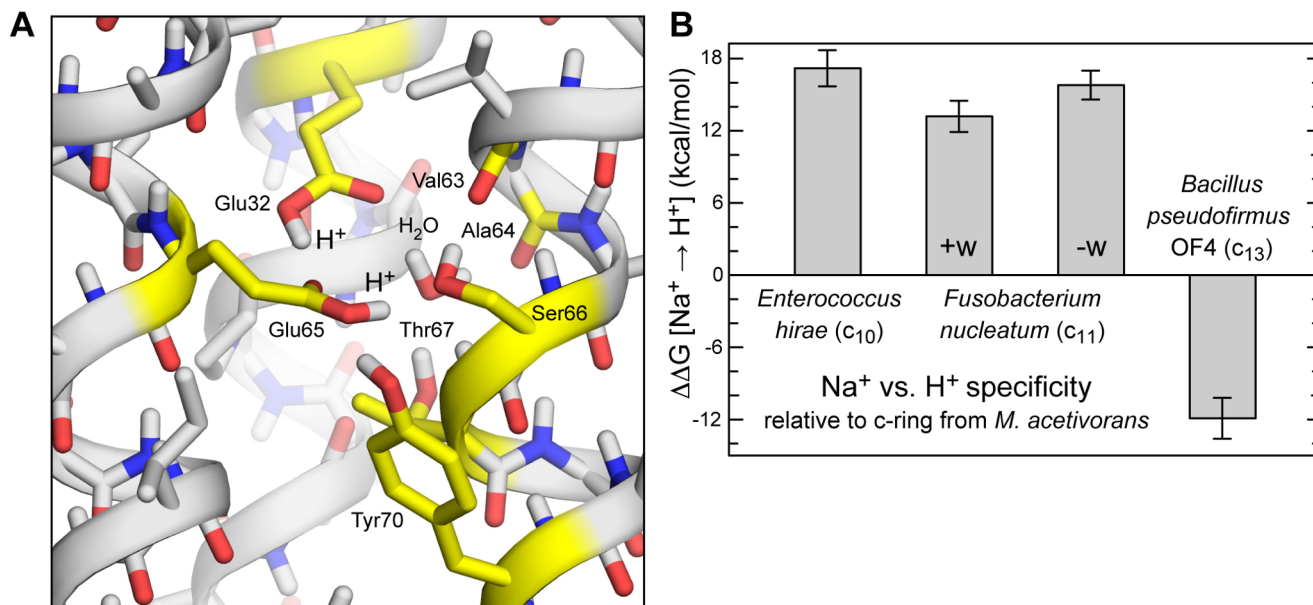 A
Glu32
H⁺
Val63
H₂O
Ala64
H⁺
Glu65
Thr67
Ser66
Tyr70
B
ΔΔG [Na⁺ → H⁺] (kcal/mol)
18
12
6
0
-6
-12
+w
-w
Bacillus
pseudofirmus
OF4 (c₁₃)
Enterococcus
hirae (c₁₀)
Fusobacterium
nucleatum (c₁₁)
Na⁺ vs. H⁺ specificity
relative to c-ring from M. acetivorans